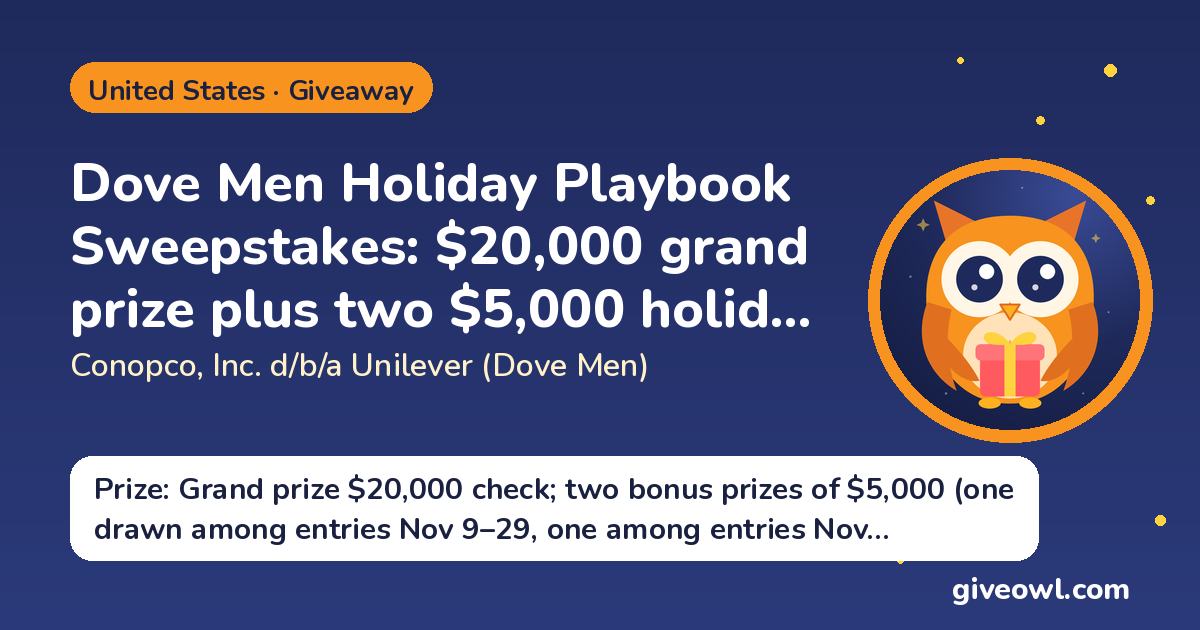 United States · Giveaway
Dove Men Holiday Playbook
Sweepstakes: $20,000 grand
prize plus two $5,000 holid...
Conopco, Inc. d/b/a Unilever (Dove Men)
Prize: Grand prize $20,000 check; two bonus prizes of $5,000 (one
drawn among entries Nov 9–29, one among entries Nov...
giveowl.com